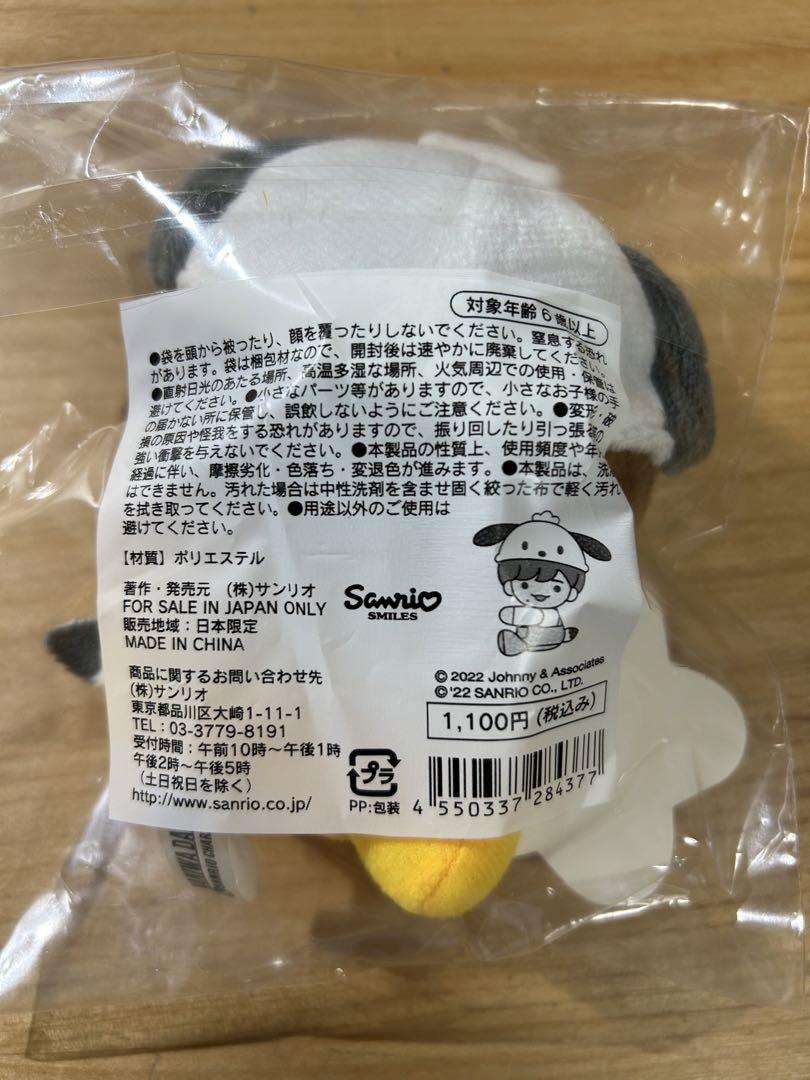 対象年齢6歳以上
●袋を頭から被ったり、顔を覆ったりしないでください。窒息する恐れ
があります。袋は梱包材なので、開封後は速やかに廃棄してください。
●直射日光のあたる場所、高温多湿な場所、火気周辺での使用・保管は
避けてください。●小さなパーツ等がありますので、小さなお子様の手
の届かない所に保管し、誤飲しないようにご注意ください。●変形・破
損の原因や怪我をする恐れがありますので、振り回したり引っ張る等の
強い衝撃を与えないでください。●本製品の性質上、使用頻度や年
経過に伴い、摩擦劣化・色落ち・変退色が進みます。●本製品は、洗
はできません。汚れた場合は中性洗剤を含ませ固く絞った布で軽く汚れ
を拭き取ってください。●用途以外のご使用は
避けてください。
【材質】ポリエステル
著作・発売元 (株)サンリオ
FOR SALE IN JAPAN ONLY
販売地域：日本限定
MADE IN CHINA
Sanrio
SMILES
商品に関するお問い合わせ先
(株)サンリオ
東京都品川区大崎1-11-1
TEL：03-3779-8191
受付時間：午前10時〜午後1時
午後2時〜午後5時
（土日祝日を除く）
http://www.sanrio.co.jp/
© 2022 Johnny & Associates
© '22 SANRIO CO., LTD.
1,100円(税込み)
プラ
PP:包装
4 550337 284377